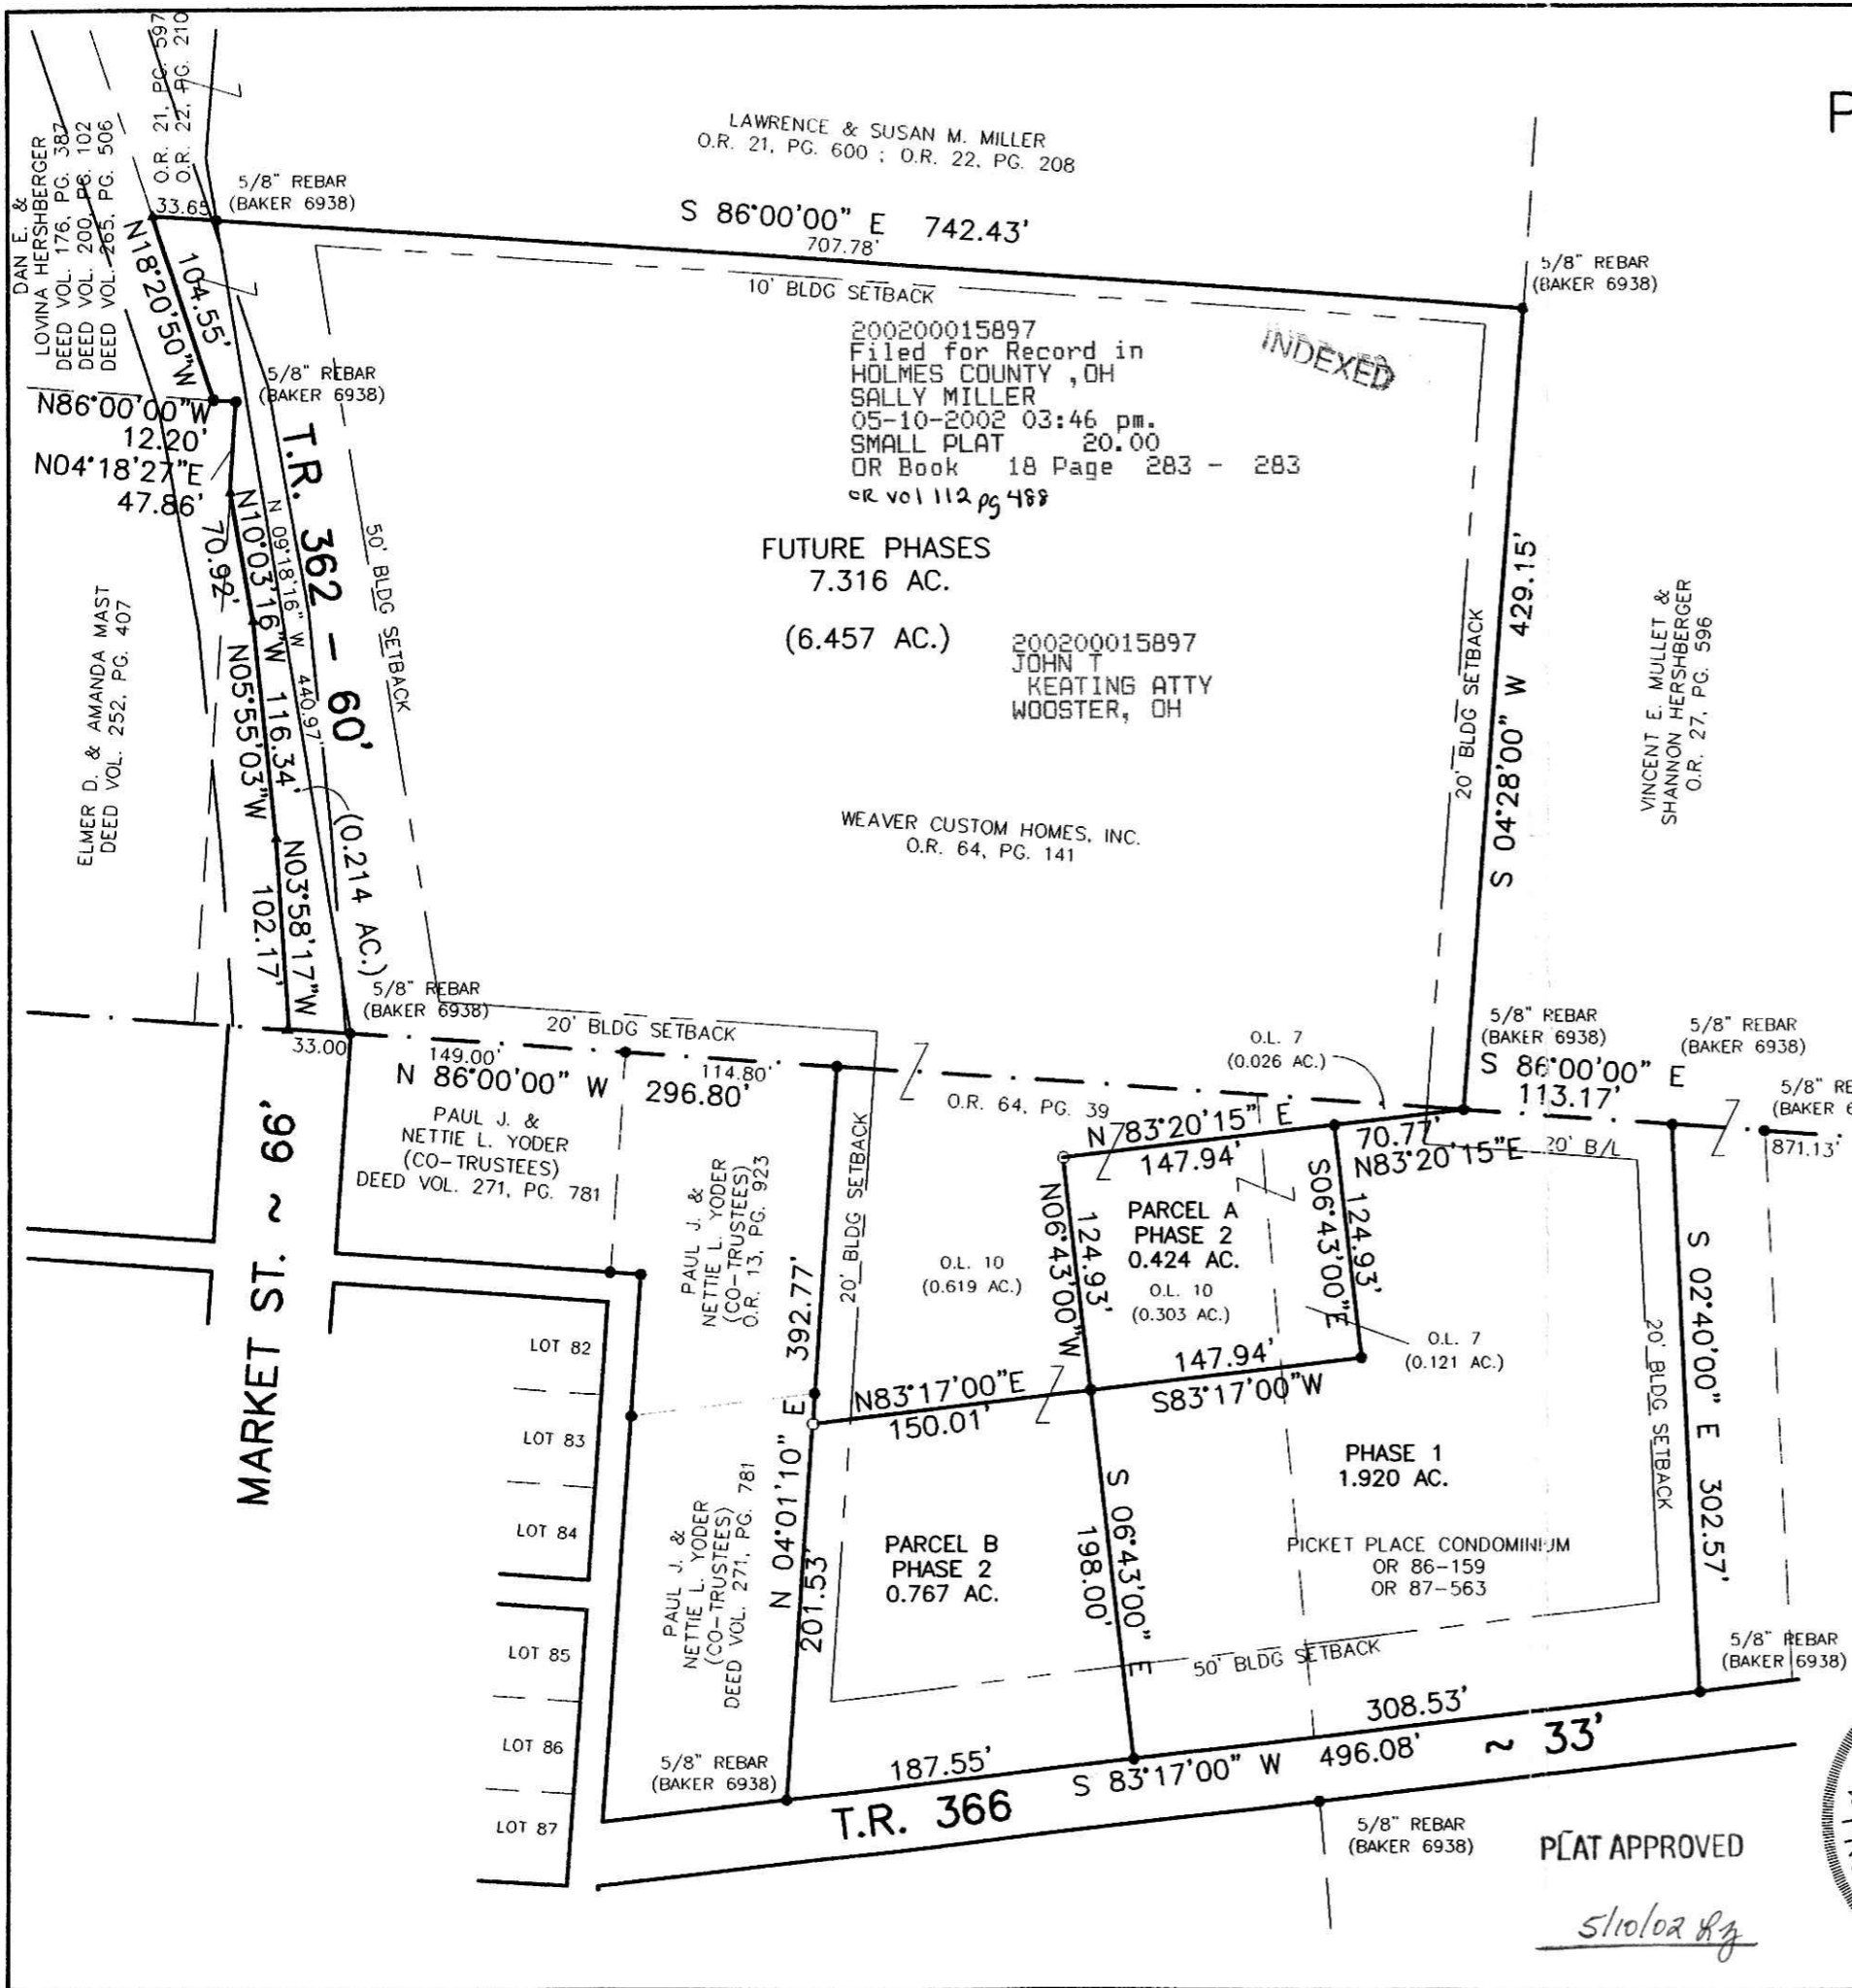 P
DAN E. &
LOVINA HERSHBERGER
DEED VOL. 176, PG. 387
DEED VOL. 200, PG. 102
DEED VOL. 265, PG. 506
O.R. 21, PG. 597
O.R. 22, PG. 210
LAWRENCE & SUSAN M. MILLER
O.R. 21, PG. 600 ; O.R. 22, PG. 208
5/8" REBAR
(BAKER 6938)
33.65
S 86°00'00" E 742.43'
707.78'
10' BLDG SETBACK
5/8" REBAR
(BAKER 6938)
N18°20'50"W
104.55'
5/8" REBAR
(BAKER 6938)
N86°00'00"W
12.20'
N04°18'27"E
47.86'
200200015897
Filed for Record in
HOLMES COUNTY ,OH
SALLY MILLER
05-10-2002 03:46 pm.
SMALL PLAT 20.00
OR Book 18 Page 283 - 283
OR vol 112 pg 488
INDEXED
FUTURE PHASES
7.316 AC.
(6.457 AC.)
200200015897
JOHN T
KEATING ATTY
WOOSTER, OH
T.R. 362 - 60'
50' BLDG SETBACK
N 09°18'16" W 440.97'
N10°03'16"W
70.92'
N05°55'03"W
116.34'
N03°58'17"W
102.17'
(0.214 AC.)
ELMER D. & AMANDA MAST
DEED VOL. 252, PG. 407
WEAVER CUSTOM HOMES, INC.
O.R. 64, PG. 141
20' BLDG SETBACK
S 04°28'00" W 429.15'
VINCENT E. MULLET &
SHANNON HERSHBERGER
O.R. 27, PG. 596
5/8" REBAR
(BAKER 6938)
33.00
20' BLDG SETBACK
149.00'
114.80'
N 86°00'00" W 296.80'
O.R. 64, PG. 39
O.L. 7
(0.026 AC.)
5/8" REBAR
(BAKER 6938)
S 86°00'00" E
113.17'
5/8" REBAR
(BAKER 6938)
5/8" RE
(BAKER 6
871.13'
MARKET ST. ~ 66'
PAUL J. &
NETTIE L. YODER
(CO-TRUSTEES)
DEED VOL. 271, PG. 781
PAUL J. &
NETTIE L. YODER
(CO-TRUSTEES)
O.R. 13, PG. 923
20' BLDG SETBACK
N 83°20'15" E
147.94'
70.77'
N83°20'15"E
20' B/L
N06°43'00"W
124.93'
PARCEL A
PHASE 2
0.424 AC.
O.L. 10
(0.303 AC.)
S06°43'00"E
124.93'
O.L. 10
(0.619 AC.)
O.L. 7
(0.121 AC.)
N83°17'00"E
150.01'
147.94'
S83°17'00"W
N 04°01'10" E 392.77'
201.53'
S 02°40'00" E 302.57'
20' BLDG SETBACK
LOT 82
LOT 83
LOT 84
LOT 85
LOT 86
LOT 87
PAUL J. &
NETTIE L. YODER
(CO-TRUSTEES)
DEED VOL. 271, PG. 781
PARCEL B
PHASE 2
0.767 AC.
S 06°43'00" E
198.00'
PHASE 1
1.920 AC.
PICKET PLACE CONDOMINIUM
OR 86-159
OR 87-563
50' BLDG SETBACK
5/8" REBAR
(BAKER 6938)
5/8" REBAR
(BAKER 6938)
187.55'
308.53'
S 83°17'00" W 496.08'
T.R. 366 ~ 33'
5/8" REBAR
(BAKER 6938)
PLAT APPROVED
5/10/02